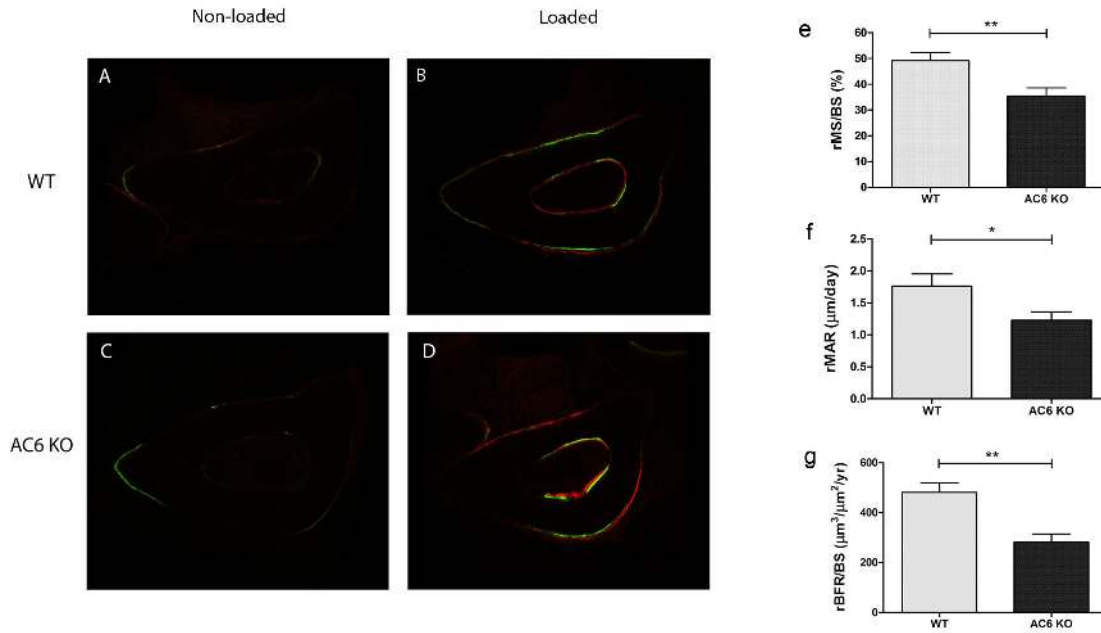 Non-loaded
Loaded
WT
AC6 KO
A
B
C
D
e
**
rMS/BS (%)
60
50
40
30
20
10
0
WT
AC6 KO
f
*
rMAR (μm/day)
2.5
2.0
1.5
1.0
0.5
0.0
WT
AC6 KO
g
**
rBFR/BS (μm³/μm²/yr)
600
400
200
0
WT
AC6 KO